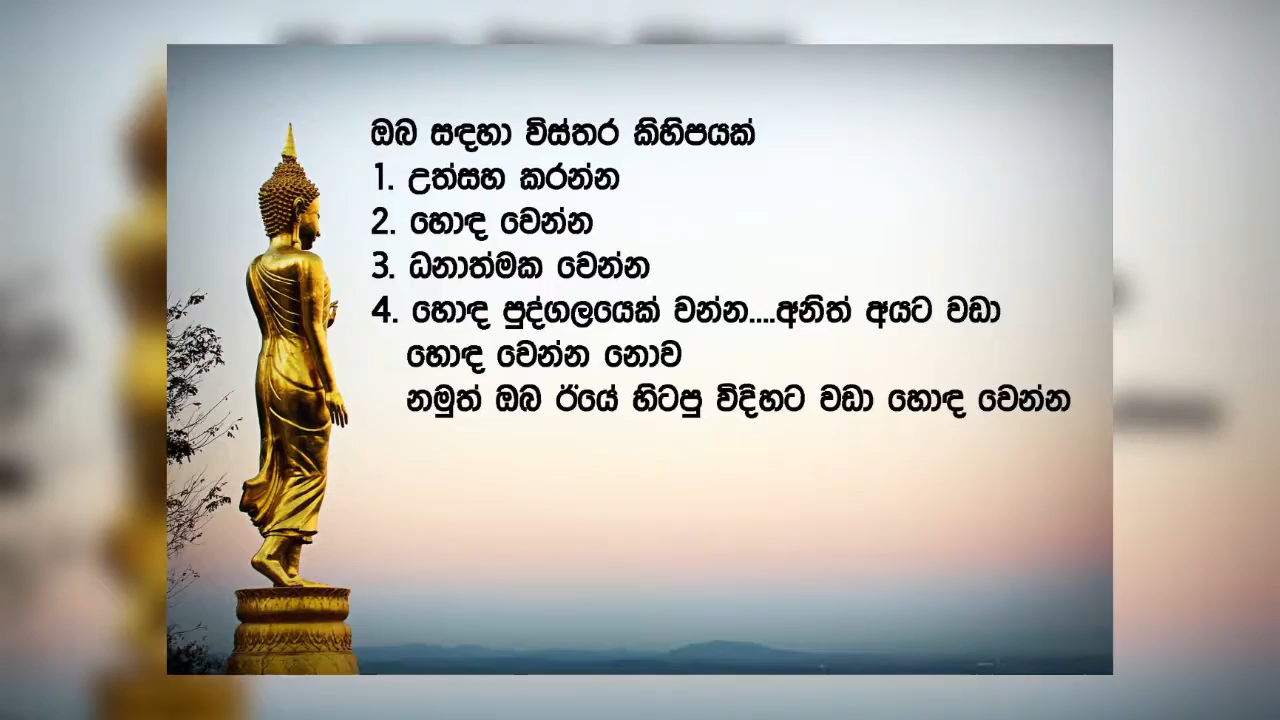 ඔබ සඳහා විස්තර කිහිපයක්
1. උත්සහ කරන්න
2. හොඳ වෙන්න
3. ධනාත්මක වෙන්න
4. හොඳ පුද්ගලයෙක් වන්න....අනිත් අයට වඩා
හොඳ වෙන්න නොව
නමුත් ඔබ ඊයේ හිටපු විදිහට වඩා හොඳ වෙන්න